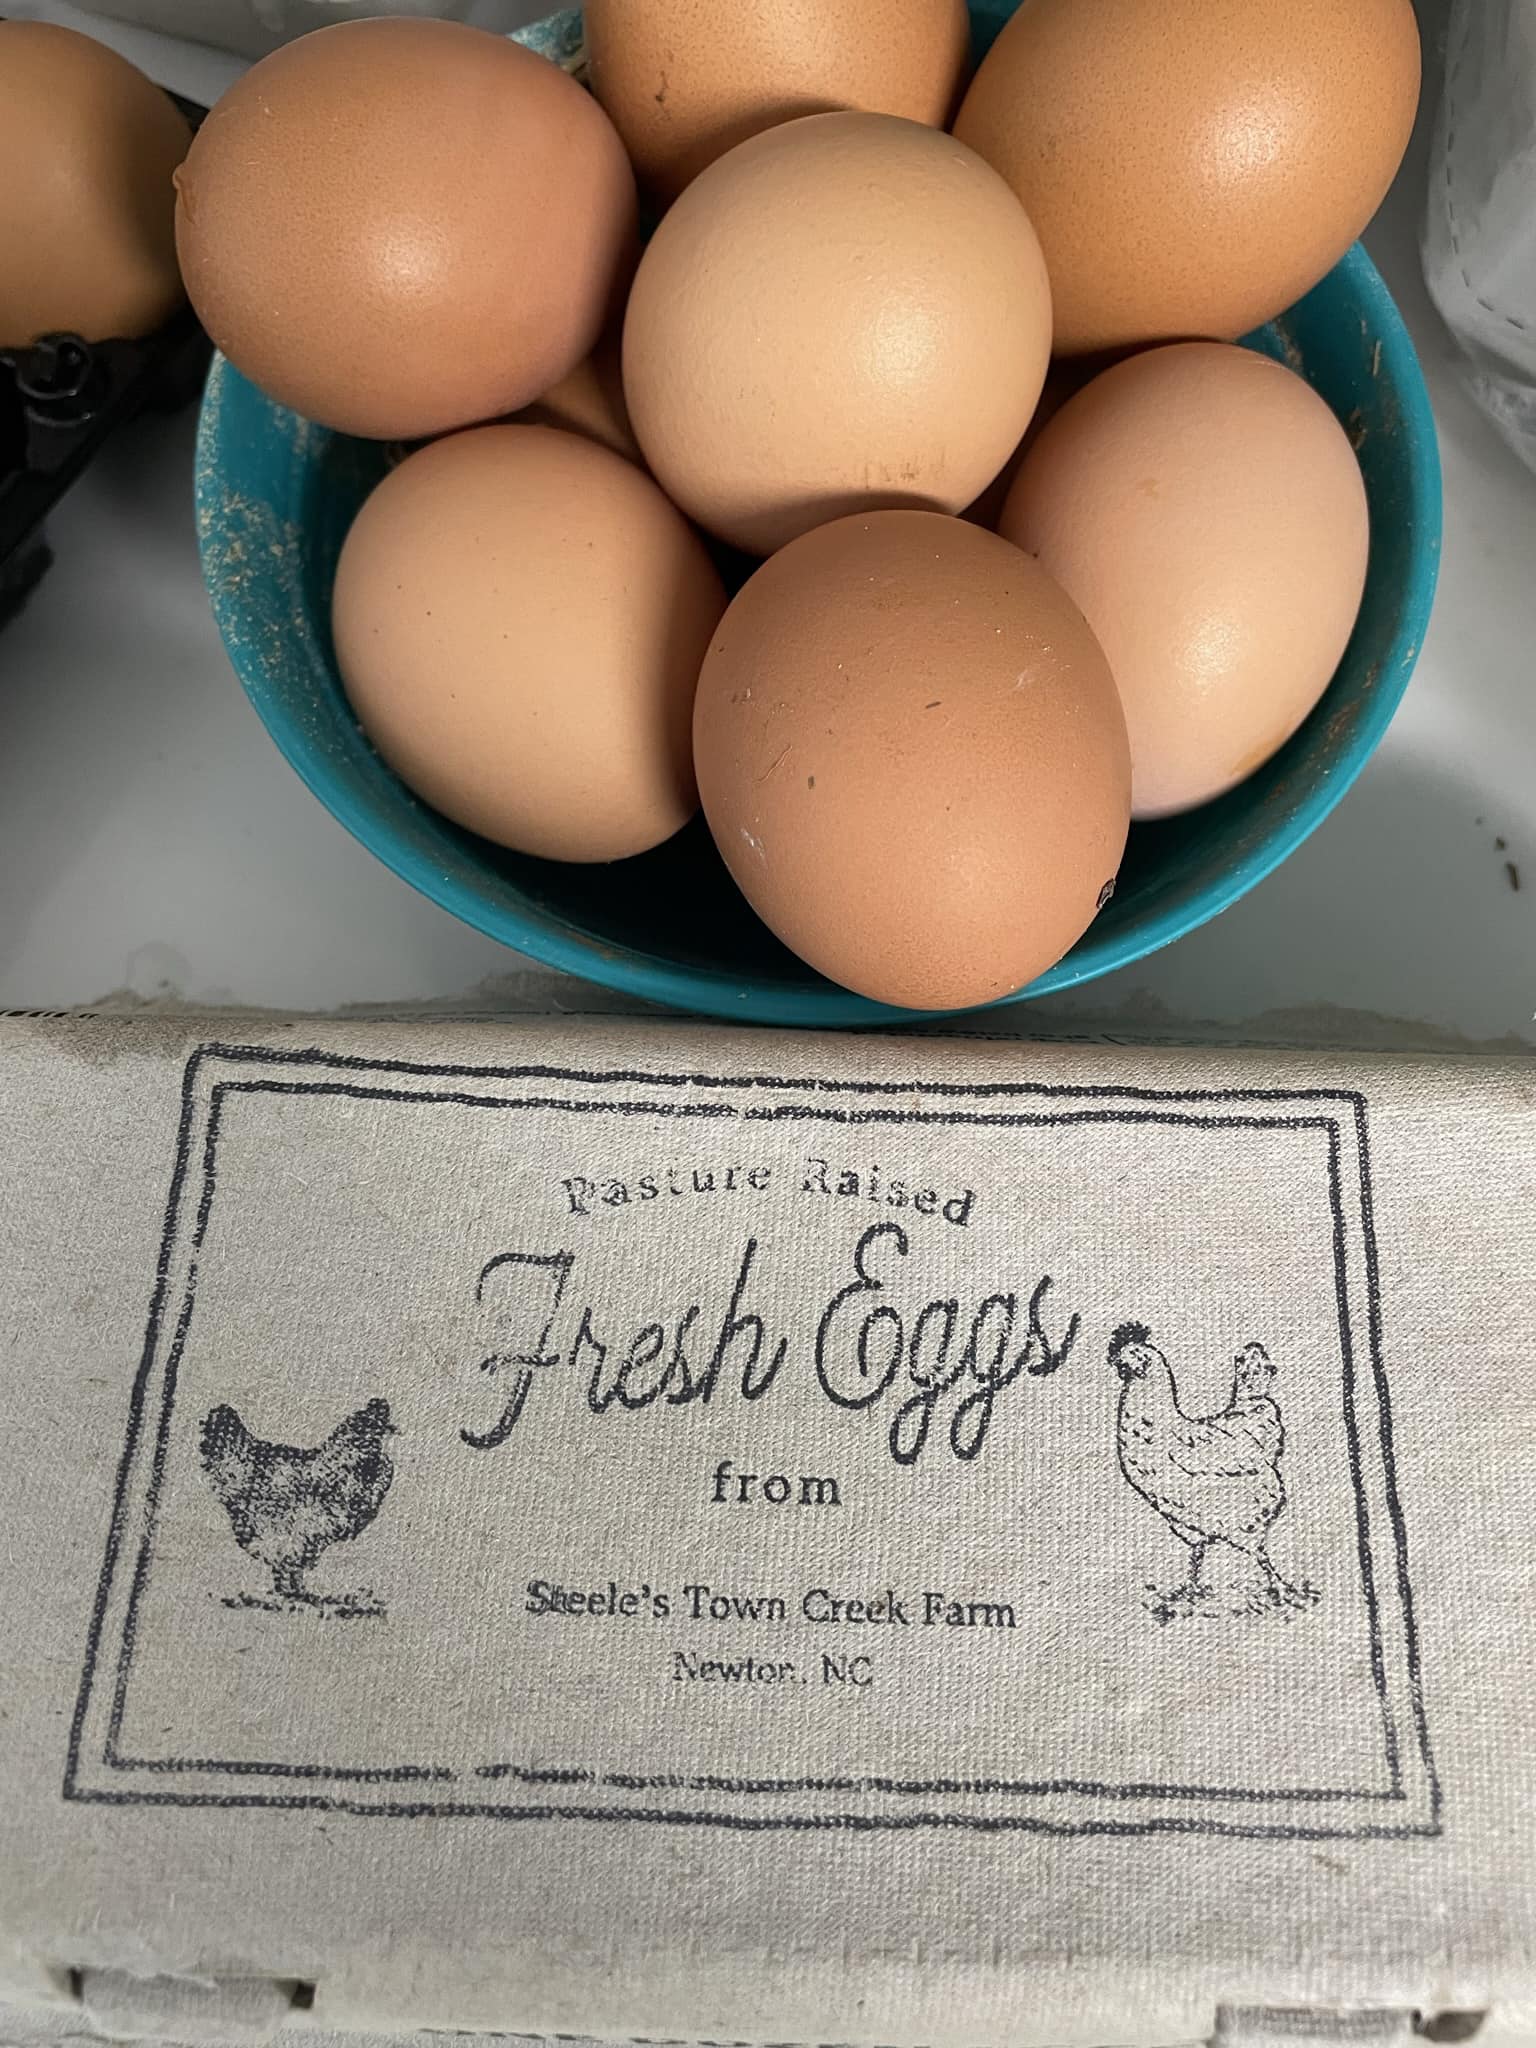 Pasture Raised
Fresh Eggs
from
Steele's Town Creek Farm
Newton, NC